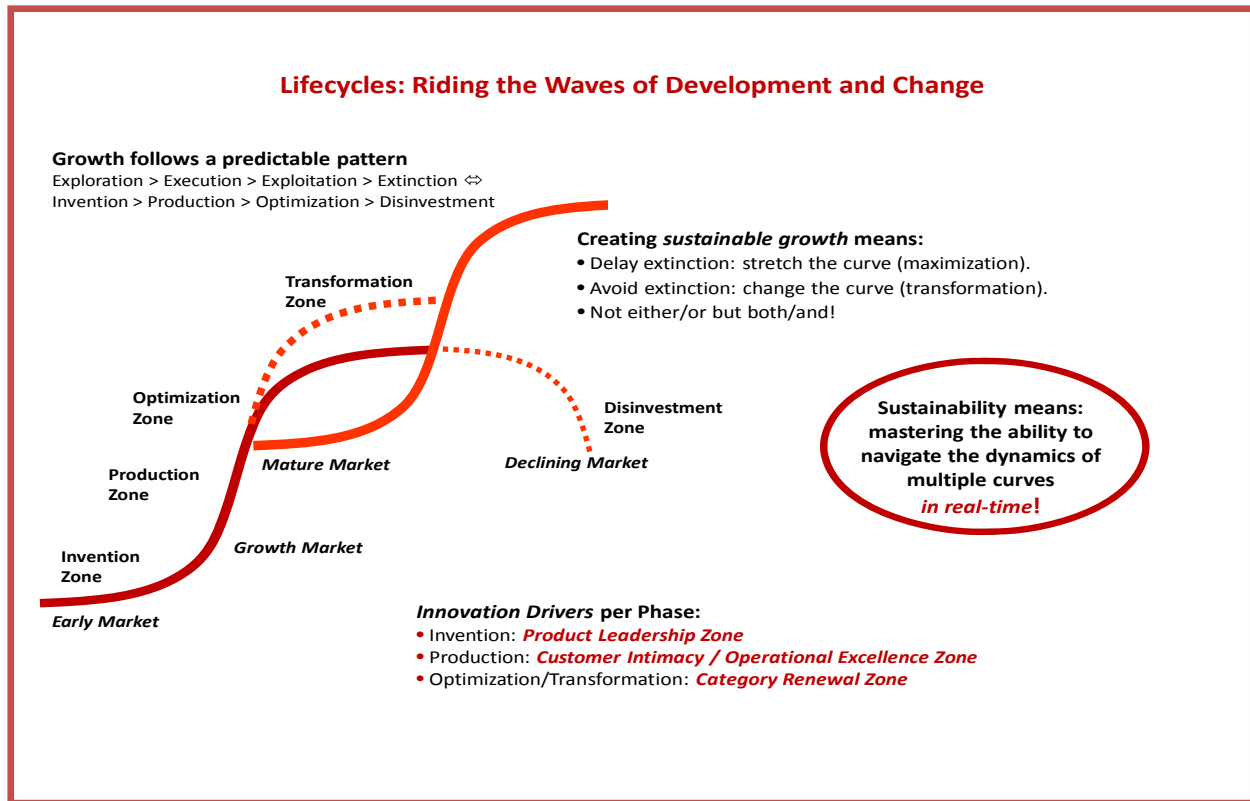 Lifecycles: Riding the Waves of Development and Change
Growth follows a predictable pattern
Exploration > Execution > Exploitation > Extinction ⬄
Invention > Production > Optimization > Disinvestment
Creating sustainable growth means:
• Delay extinction: stretch the curve (maximization).
• Avoid extinction: change the curve (transformation).
• Not either/or but both/and!
Transformation
Zone
Optimization
Zone
Disinvestment
Zone
Sustainability means:
mastering the ability to
navigate the dynamics of
multiple curves
in real-time!
Mature Market
Declining Market
Production
Zone
Growth Market
Invention
Zone
Early Market
Innovation Drivers per Phase:
• Invention: Product Leadership Zone
• Production: Customer Intimacy / Operational Excellence Zone
• Optimization/Transformation: Category Renewal Zone